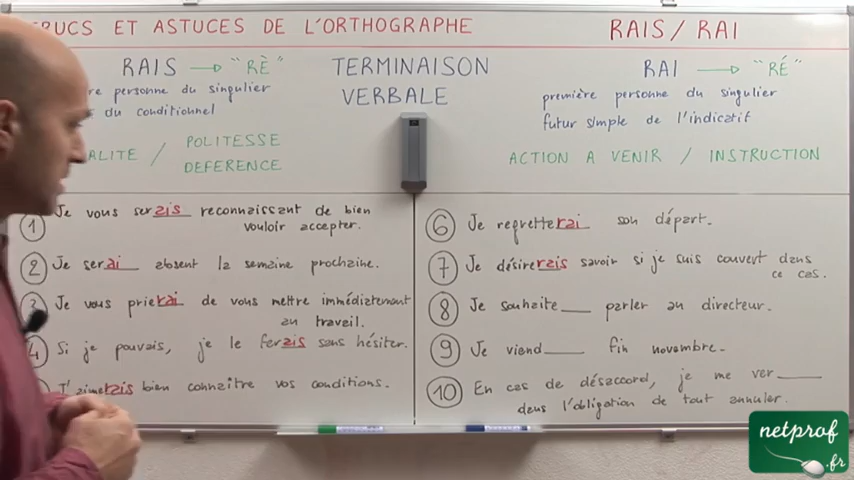 RUCS ET ASTUCES DE L'ORTHOGRAPHE
RAIS / RAI
RAIS → "RÈ"
re personne du singulier
du conditionnel
ALITE / POLITESSE
DEFERENCE
TERMINAISON
VERBALE
RAI → "RÉ"
première personne du singulier
futur simple de l'indicatif
ACTION A VENIR / INSTRUCTION
1 Je vous serais reconnaissant de bien
vouloir accepter.
2 Je serai absent la semaine prochaine.
3 Je vous prierai de vous mettre immédiatement
au travail.
4 Si je pouvais, je le ferais sans hésiter.
J'aimerais bien connaître vos conditions.
6 Je regretterai son départ.
7 Je désirerais savoir si je suis couvert dans
ce cas.
8 Je souhaite___ parler au directeur.
9 Je viend____ fin novembre.
10 En cas de désaccord, je me ver____
dans l'obligation de tout annuler.
netprof
.fr